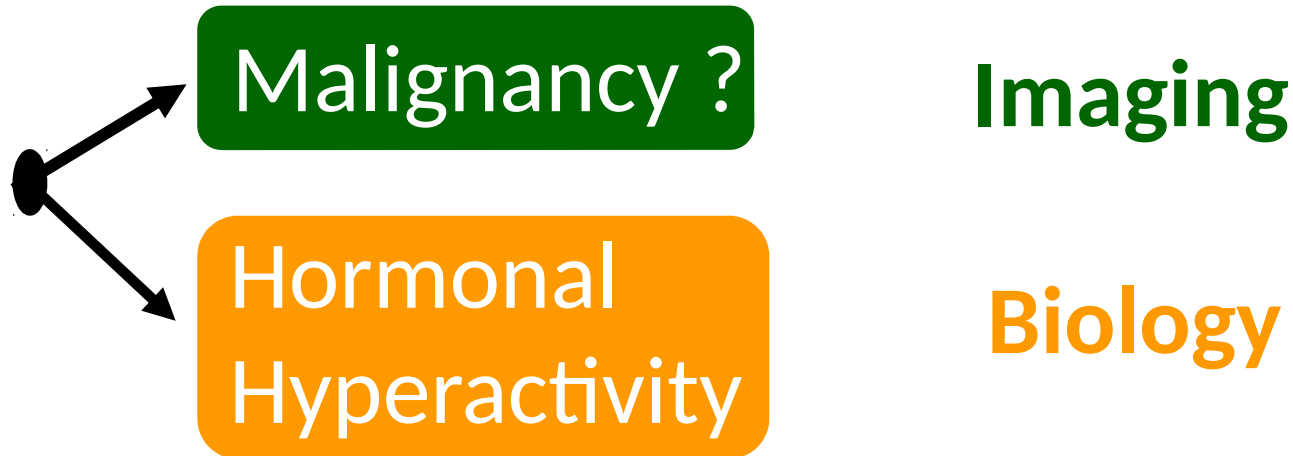 Malignancy ?
Imaging
Hormonal
Hyperactivity
Biology